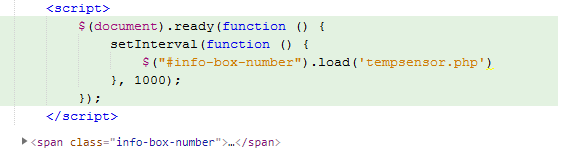 <script>
$(document).ready(function () {
setInterval(function () {
$("#info-box-number").load('tempsensor.php')
}, 1000);
});
</script>
<span class="info-box-number">…</span>